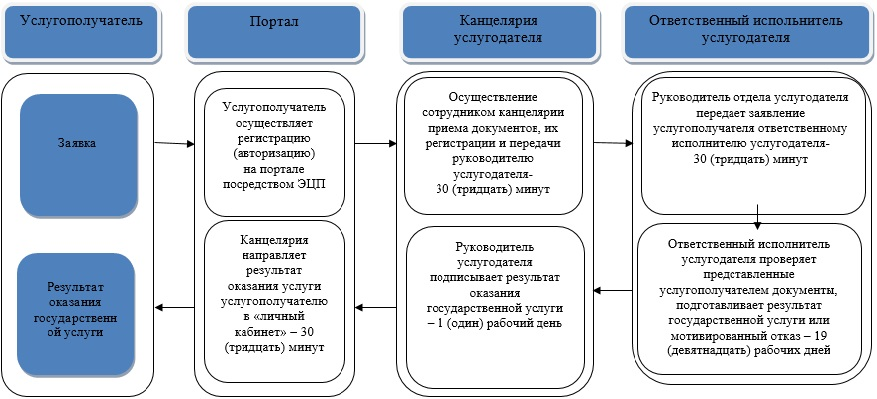 Услугополучатель
Портал
Канцелярия
услугодателя
Ответственный испольнитель
услугодателя
Заявка
Услугополучатель
осуществляет
регистрацию
(авторизацию)
на портале
посредством ЭЦП
Осуществление
сотрудником канцелярии
приема документов, их
регистрации и передачи
руководителю
услугодателя-
30 (тридцать) минут
Руководитель отдела услугодателя
передает заявление
услугополучателя ответственному
исполнителю услугодателя-
30 (тридцать) минут
Результат
оказания
государственн
ой услуги
Канцелярия
направляет
результат
оказания услуги
услугополучателю
в «личный
кабинет» – 30
(тридцать) минут
Руководитель
услугодателя
подписывает результат
оказания
государственной услуги
– 1 (один) рабочий день
Ответственный исполнитель
услугодателя проверяет
представленные
услугополучателем документы,
подготавливает результат
государственной услуги или
мотивированный отказ – 19
(девятнадцать) рабочих дней